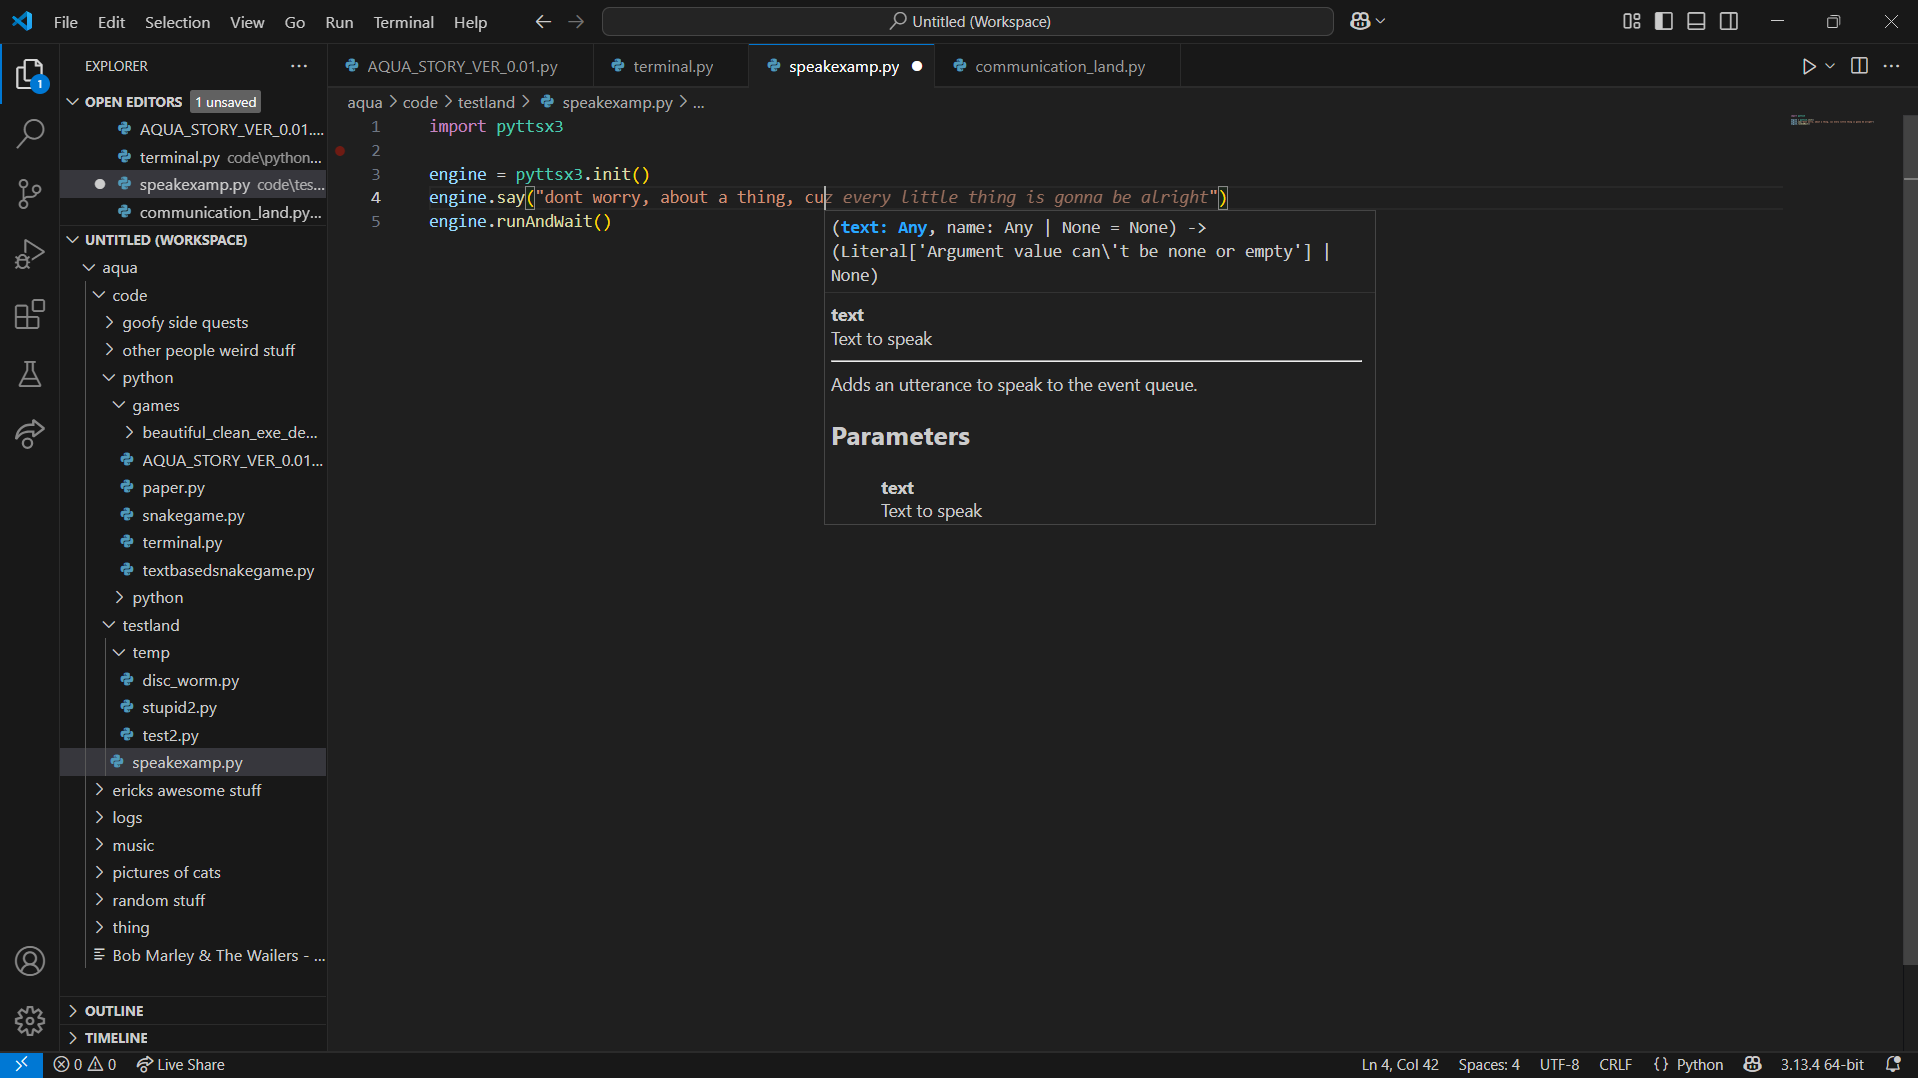 File Edit Selection View Go Run Terminal Help
Untitled (Workspace)
EXPLORER
1
OPEN EDITORS 1 unsaved
AQUA_STORY_VER_0.01....
terminal.py code\python...
speakexamp.py code\tes...
communication_land.py...
UNTITLED (WORKSPACE)
aqua
code
goofy side quests
other people weird stuff
python
games
beautiful_clean_exe_de...
AQUA_STORY_VER_0.01...
paper.py
snakegame.py
terminal.py
textbasedsnakegame.py
python
testland
temp
disc_worm.py
stupid2.py
test2.py
speakexamp.py
ericks awesome stuff
logs
music
pictures of cats
random stuff
thing
Bob Marley & The Wailers - ...
OUTLINE
TIMELINE
AQUA_STORY_VER_0.01.py terminal.py speakexamp.py communication_land.py
aqua > code > testland > speakexamp.py > ...
1 import pyttsx3
2
3 engine = pyttsx3.init()
4 engine.say("dont worry, about a thing, cuz every little thing is gonna be alright")
5 engine.runAndWait()
(text: Any, name: Any | None = None) ->
(Literal['Argument value can\'t be none or empty'] |
None)
text
Text to speak
Adds an utterance to speak to the event queue.
Parameters
text
Text to speak
0 0 Live Share
Ln 4, Col 42 Spaces: 4 UTF-8 CRLF {} Python 3.13.4 64-bit